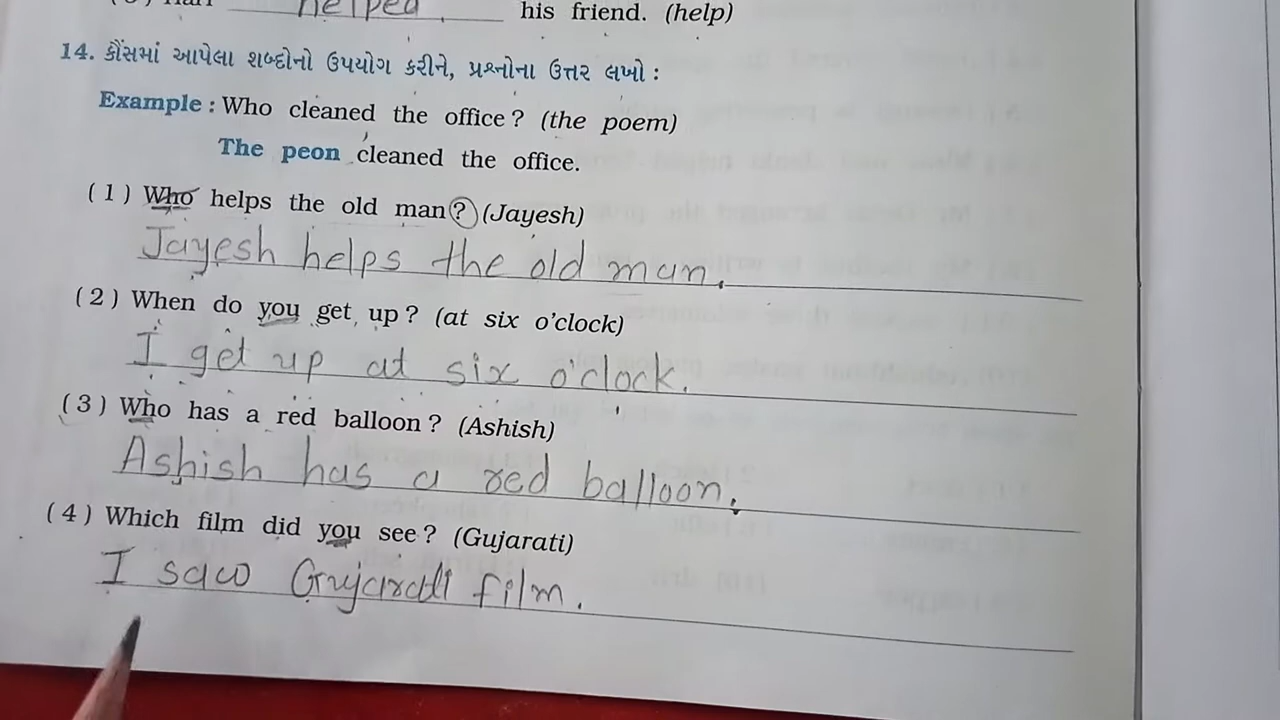 helped his friend. (help)
14. કૌંસમાં આપેલા શબ્દોનો ઉપયોગ કરીને, પ્રશ્નોના ઉત્તર લખો :
Example : Who cleaned the office? (the poem)
The peon cleaned the office.
(1) Who helps the old man? (Jayesh)
Jayesh helps the old man.
(2) When do you get up? (at six o'clock)
I get up at six o'clock.
(3) Who has a red balloon? (Ashish)
Ashish has a red balloon.
(4) Which film did you see? (Gujarati)
I saw Gujarati film.